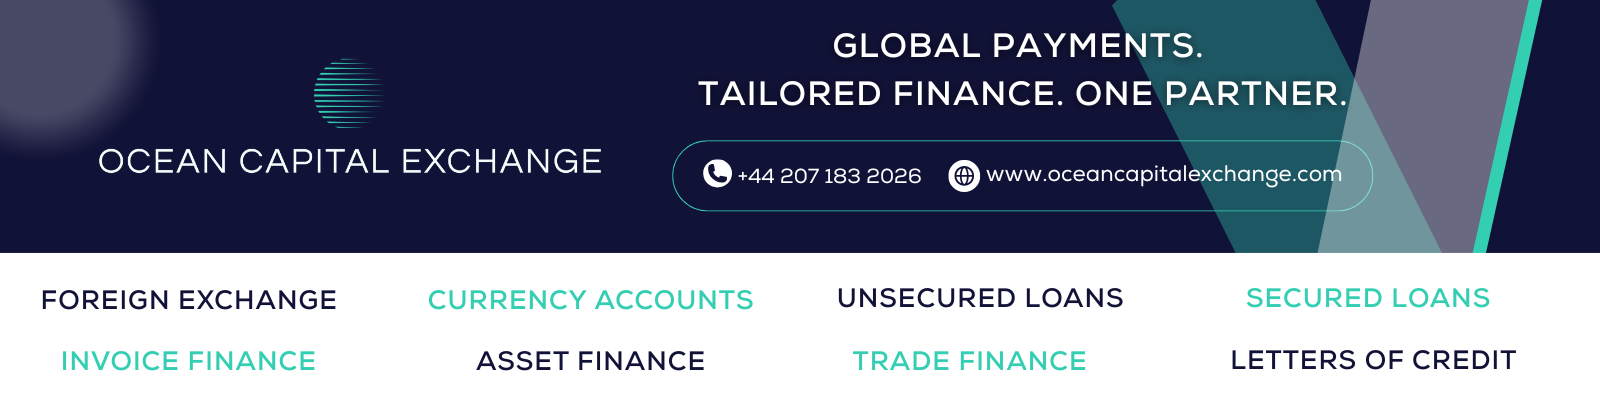 OCEAN CAPITAL EXCHANGE
GLOBAL PAYMENTS.
TAILORED FINANCE. ONE PARTNER.
+44 207 183 2026 www.oceancapitalexchange.com
FOREIGN EXCHANGE CURRENCY ACCOUNTS UNSECURED LOANS SECURED LOANS
INVOICE FINANCE ASSET FINANCE TRADE FINANCE LETTERS OF CREDIT